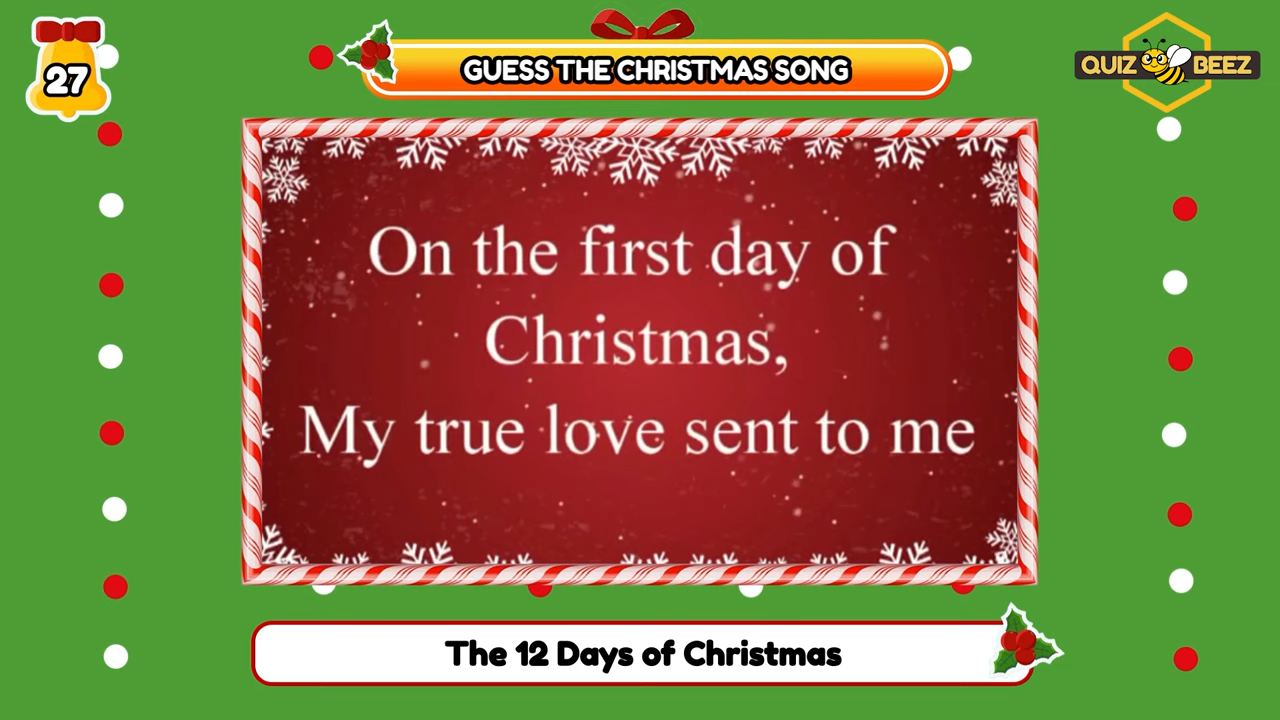 27
GUESS THE CHRISTMAS SONG
QUIZ BEEZ
On the first day of
Christmas,
My true love sent to me
The 12 Days of Christmas